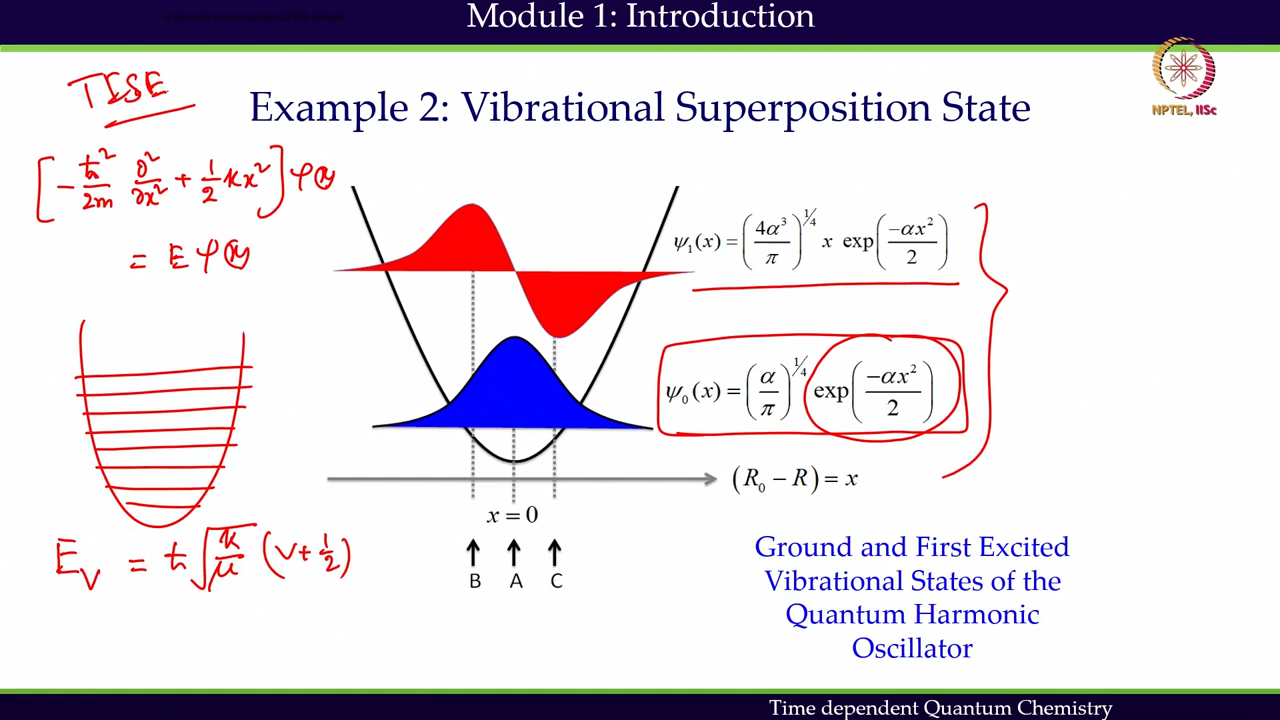 Module 1: Introduction
NPTEL, IISc
TISE
Example 2: Vibrational Superposition State
[-ħ²/2m ∂²/∂x² + 1/2 kx²] ψ(x)
= E ψ(x)
ψ₁(x) = (4α³/π)^¼ x exp(-αx²/2)
ψ₀(x) = (α/π)^¼ exp(-αx²/2)
(R₀ − R) = x
x = 0
B A C
E_v = ħ √(k/μ) (v + 1/2)
Ground and First Excited
Vibrational States of the
Quantum Harmonic
Oscillator
Time dependent Quantum Chemistry